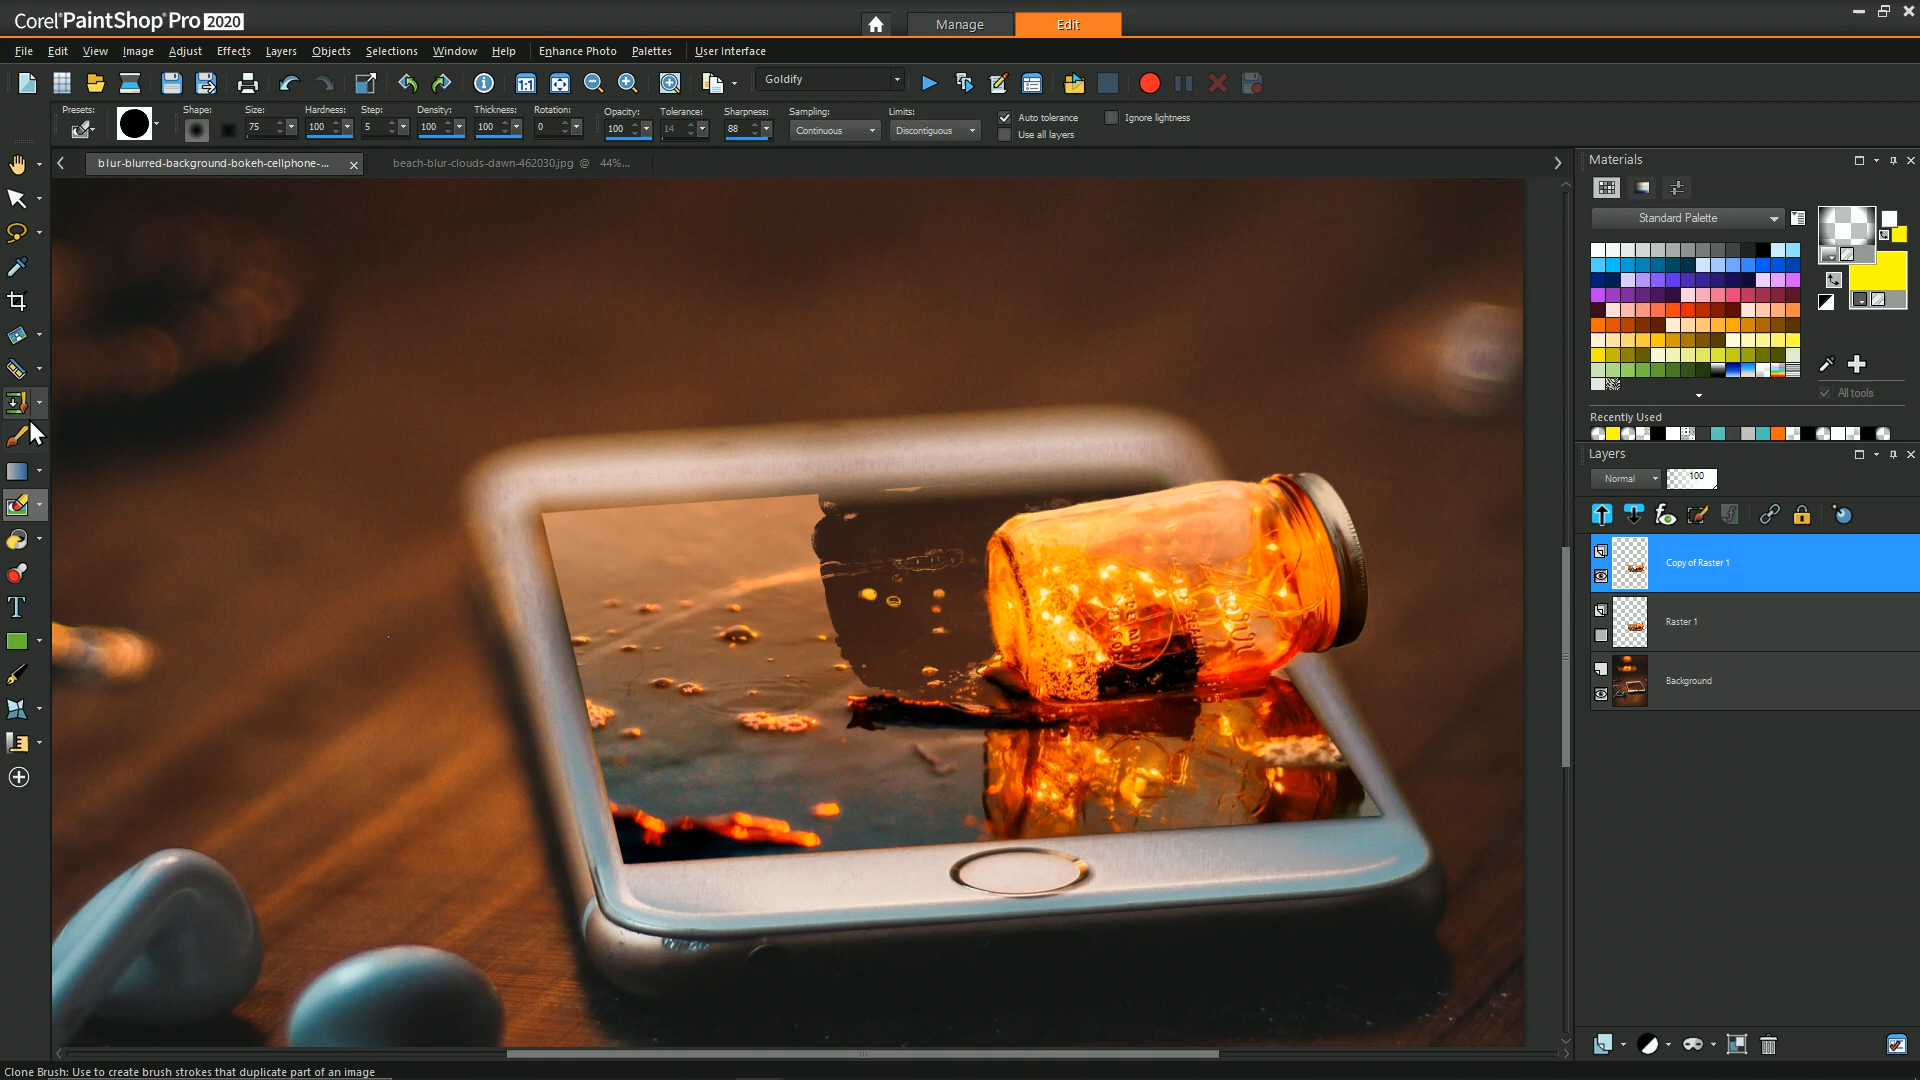 Corel PaintShop Pro 2020
Manage Edit
File Edit View Image Adjust Effects Layers Objects Selections Window Help Enhance Photo Palettes User Interface
Goldify
Presets: Shape: Size: Hardness: Step: Density: Thickness: Rotation: Opacity: Tolerance: Sharpness: Sampling: Limits:
75 100 5 100 100 0 100 14 88 Continuous Discontiguous
Auto tolerance Ignore lightness
Use all layers
blur-blurred-background-bokeh-cellphone-...
beach-blur-clouds-dawn-462030.jpg @ 44%...
Materials
Standard Palette
All tools
Recently Used
Layers
Normal 100
Copy of Raster 1
Raster 1
Background
Clone Brush: Use to create brush strokes that duplicate part of an image